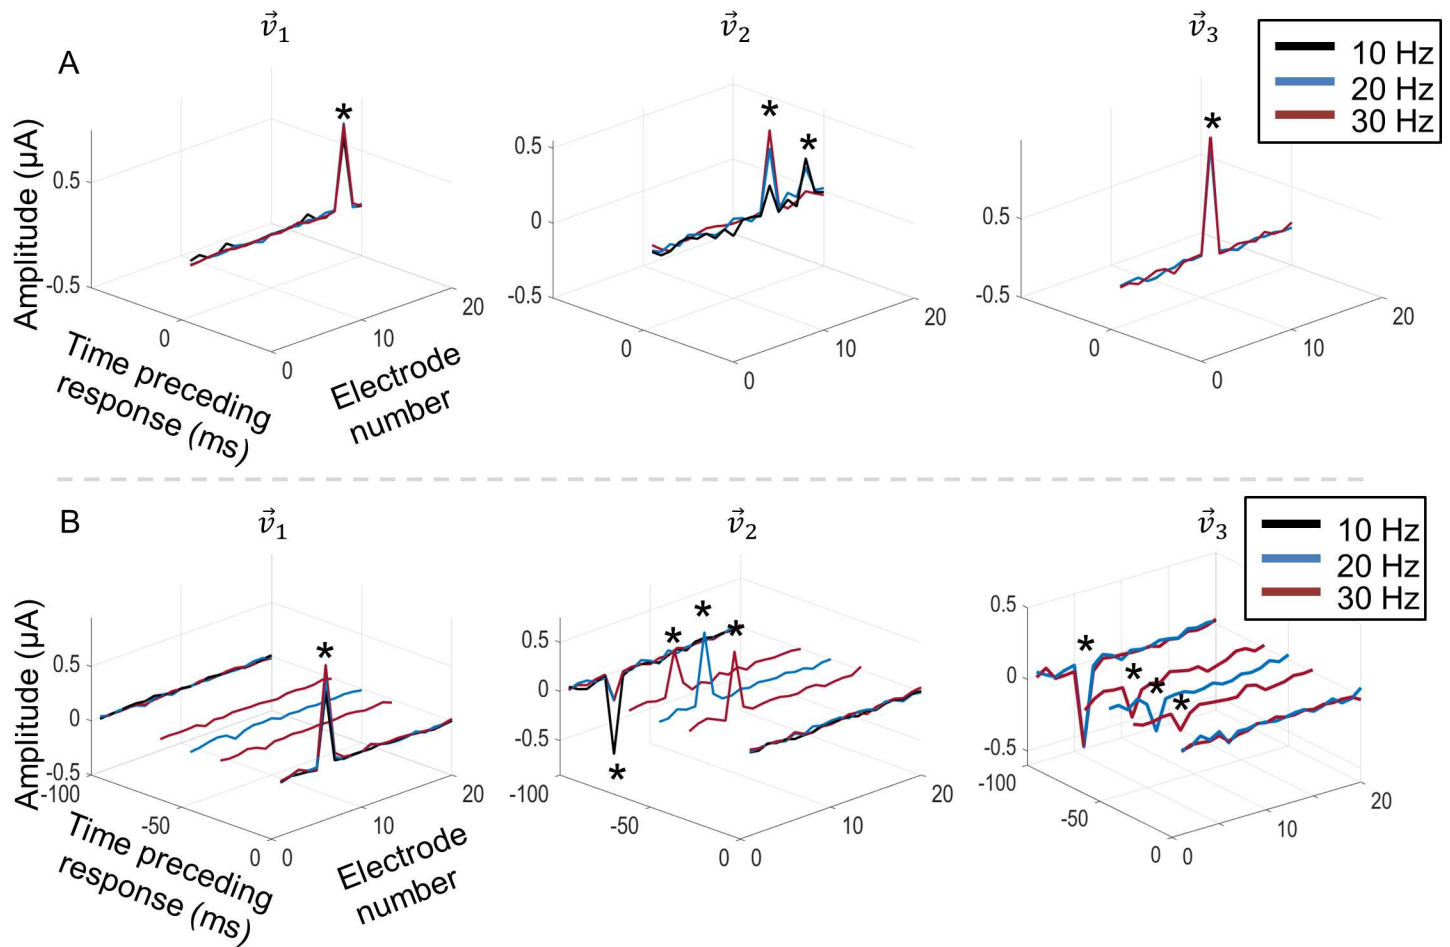 A
v⃗₁
v⃗₂
v⃗₃
10 Hz
20 Hz
30 Hz
Amplitude (µA)
0.5
-0.5
0
0
10
20
Time preceding
response (ms)
Electrode
number
0.5
0
-0.5
0
0
10
20
0.5
-0.5
0
0
10
20
*
*
*
*
B
v⃗₁
v⃗₂
v⃗₃
10 Hz
20 Hz
30 Hz
Amplitude (µA)
0.5
0
-0.5
-100
-50
0
0
10
20
Time preceding
response (ms)
Electrode
number
0.5
0
-0.5
-100
-50
0
0
10
20
0.5
0
-0.5
-100
-50
0
0
10
20
*
*
*
*
*
*
*
*
*